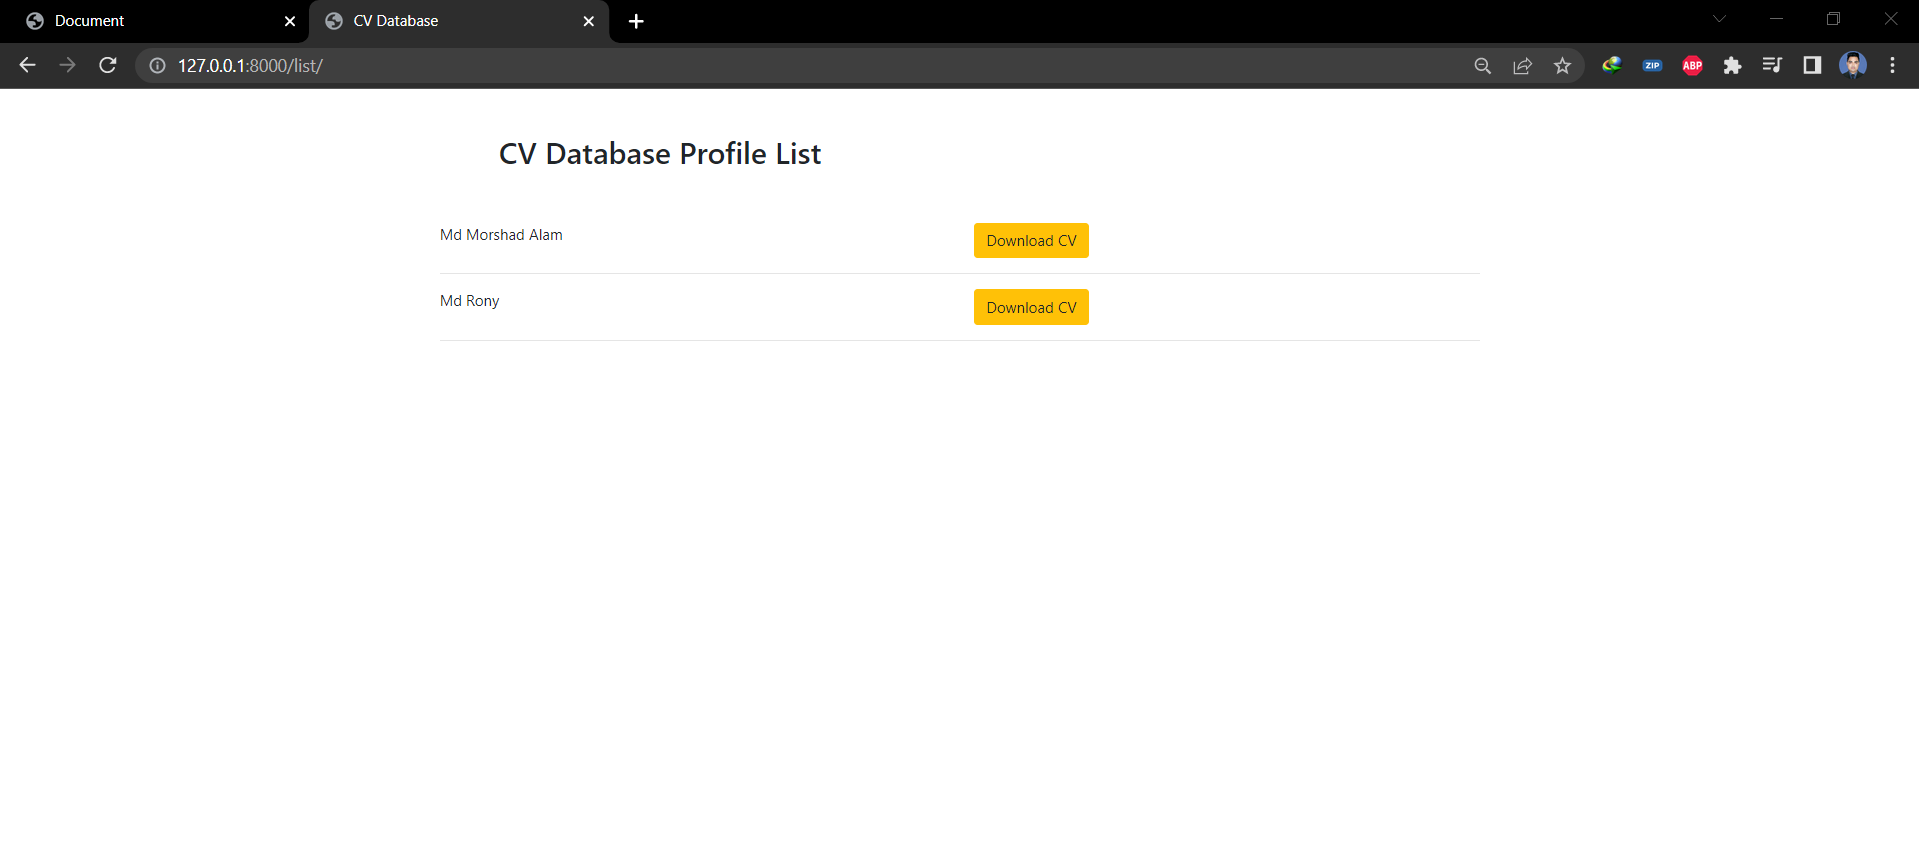 Document
CV Database
127.0.0.1:8000/list/
ZIP
ABP
CV Database Profile List
Md Morshad Alam
Download CV
Md Rony
Download CV